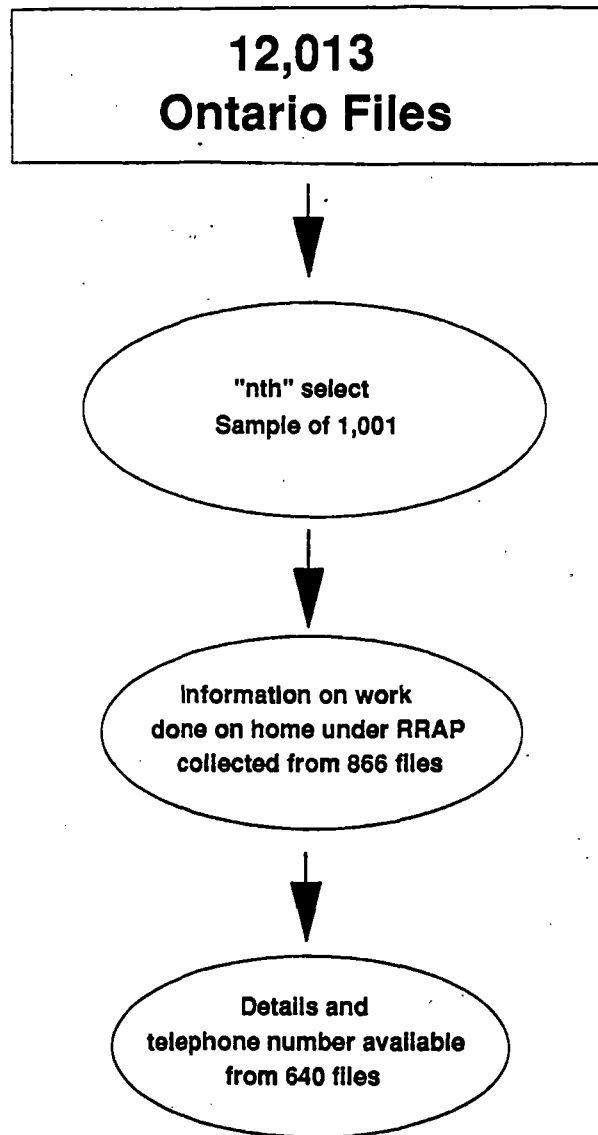 12,013
Ontario Files
"nth" select
Sample of 1,001
Information on work
done on home under RRAP
collected from 866 files
Details and
telephone number available
from 640 files